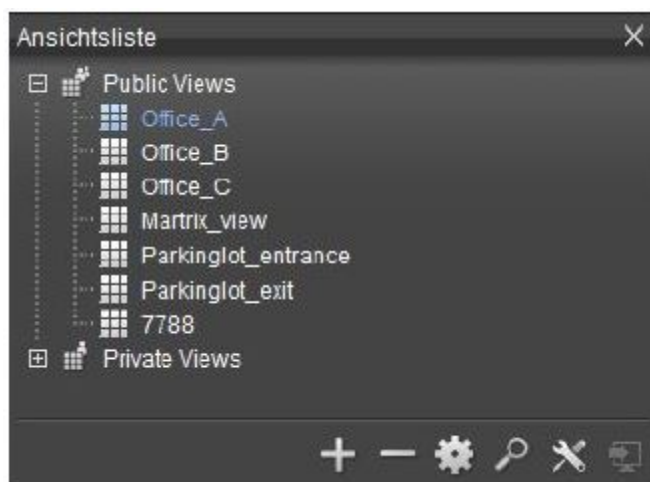 Ansichtsliste
Public Views
Office_A
Office_B
Office_C
Martrix_view
Parkinglot_entrance
Parkinglot_exit
7788
Private Views